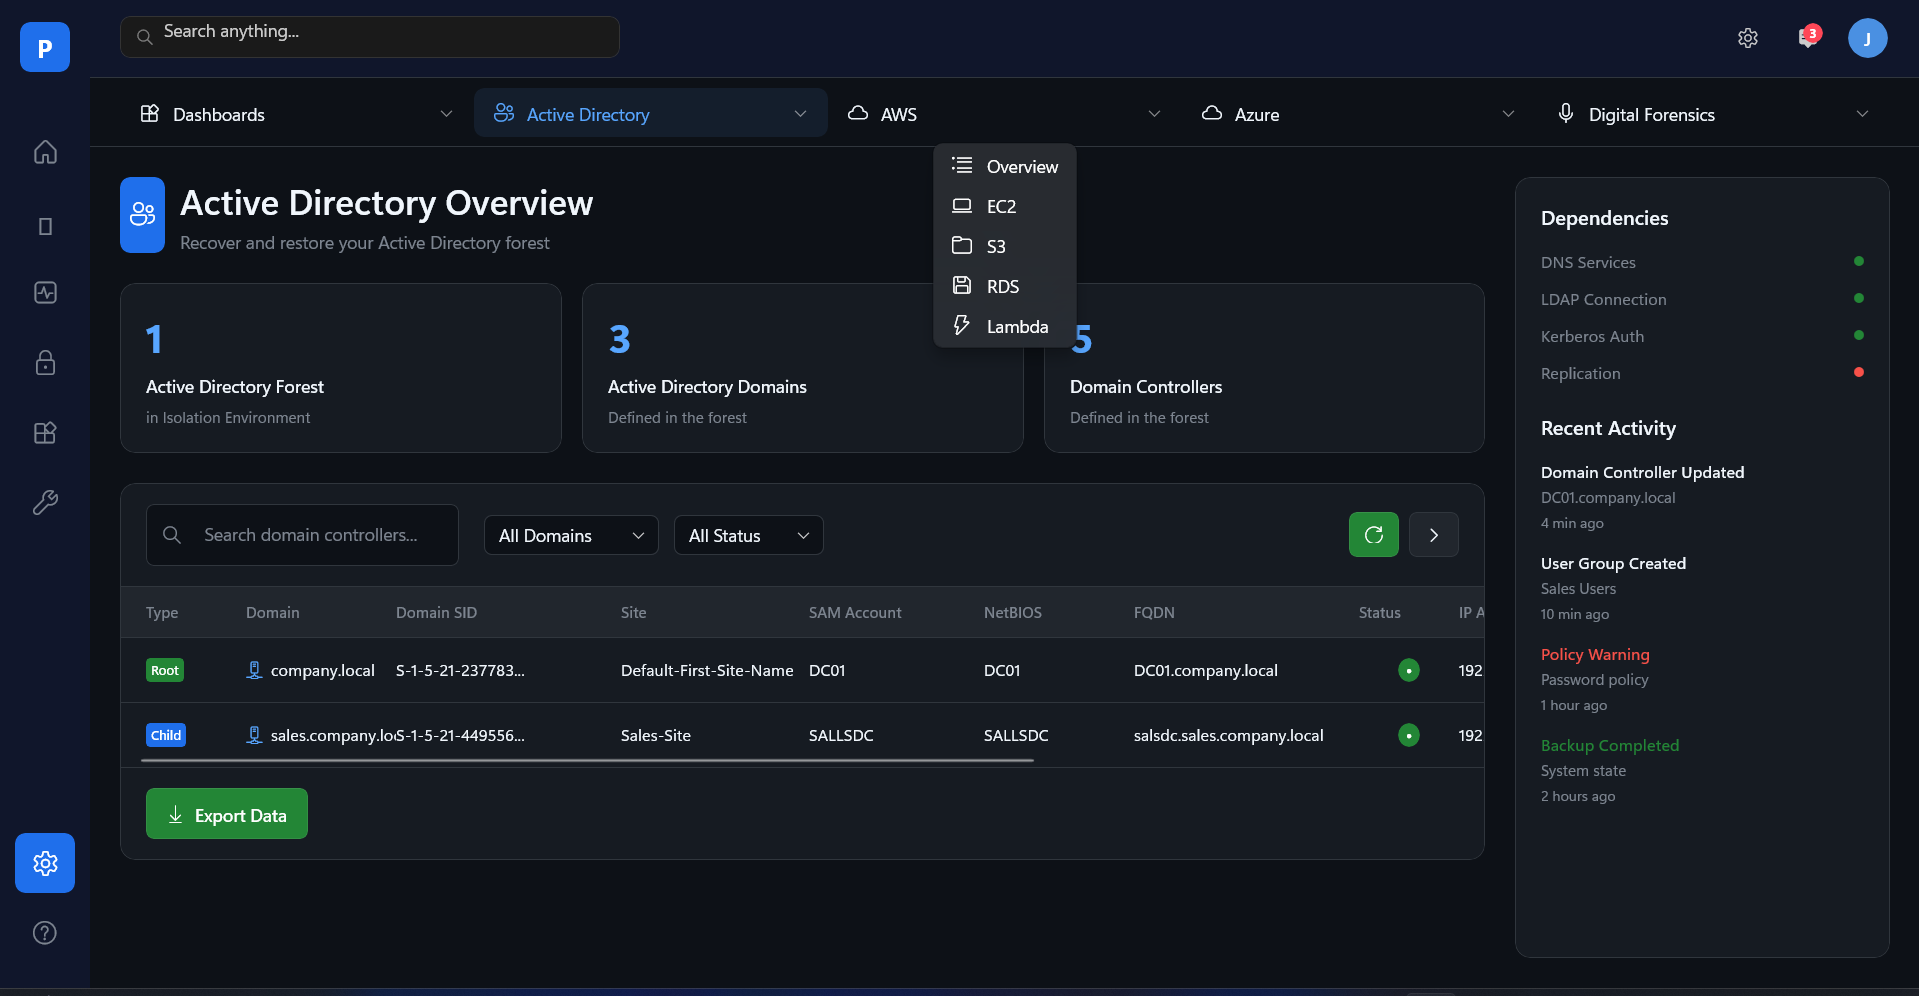 P
Search anything...
3
J
Dashboards
Active Directory
AWS
Azure
Digital Forensics
Overview
EC2
S3
RDS
Lambda
Active Directory Overview
Recover and restore your Active Directory forest
1
Active Directory Forest
in Isolation Environment
3
Active Directory Domains
Defined in the forest
5
Domain Controllers
Defined in the forest
Search domain controllers...
All Domains
All Status
Type Domain Domain SID Site SAM Account NetBIOS FQDN Status IP A
Root company.local S-1-5-21-237783... Default-First-Site-Name DC01 DC01 DC01.company.local 192
Child sales.company.loc S-1-5-21-449556... Sales-Site SALLSDC SALLSDC salsdc.sales.company.local 192
Export Data
Dependencies
DNS Services
LDAP Connection
Kerberos Auth
Replication
Recent Activity
Domain Controller Updated
DC01.company.local
4 min ago
User Group Created
Sales Users
10 min ago
Policy Warning
Password policy
1 hour ago
Backup Completed
System state
2 hours ago